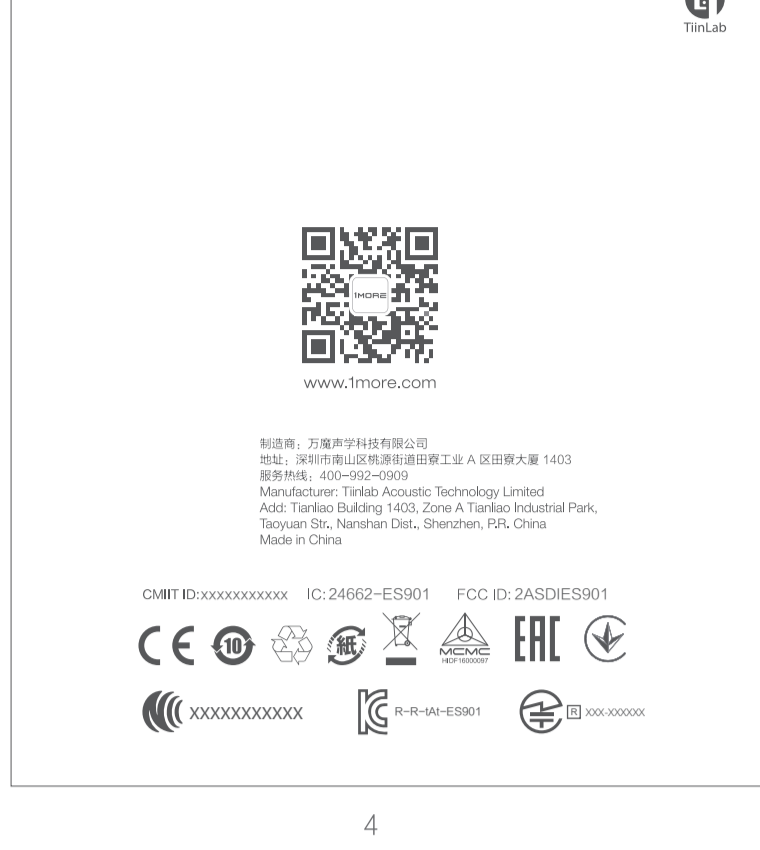 TiinLab
1MORE
www.1more.com
制造商：万魔声学科技有限公司
地址：深圳市南山区桃源街道田寮工业 A 区田寮大厦 1403
服务热线：400-992-0909
Manufacturer: Tiinlab Acoustic Technology Limited
Add: Tianliao Building 1403, Zone A Tianliao Industrial Park,
Taoyuan Str., Nanshan Dist., Shenzhen, P.R. China
Made in China
CMIIT ID:xxxxxxxxxxx IC: 24662-ES901 FCC ID: 2ASDIES901
CE 10 紙 MCMC EAC
HIDF16000097
XXXXXXXXXXX R-R-tAt-ES901 R XXX-XXXXXX
4